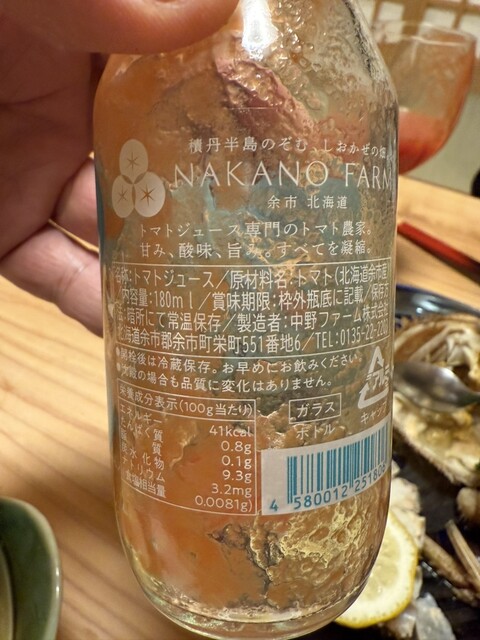 積丹半島のぞむ、しおかぜの畑
NAKANO FARM
余市 北海道
トマトジュース専門のトマト農家。
甘み、酸味、旨み。すべてを凝縮。
名称:トマトジュース/原材料名:トマト(北海道余市産)
内容量:180ml/賞味期限:枠外瓶底に記載/保存方
法:暗所にて常温保存/製造者:中野ファーム株式会社
北海道余市郡余市町栄町551番地6/TEL:0135-22-220
●開栓後は冷蔵保存。お早めにお飲みください。
の場合も品質に変化はありません。
栄養成分表示(100g当たり)
エネルギー 41kcal
たんぱく質 0.8g
脂質 0.1g
炭水化物 9.3g
ナトリウム 3.2mg
(食塩相当量 0.0081g)
ガラス
ボトル
アルミ
キャップ
4 580012 25180